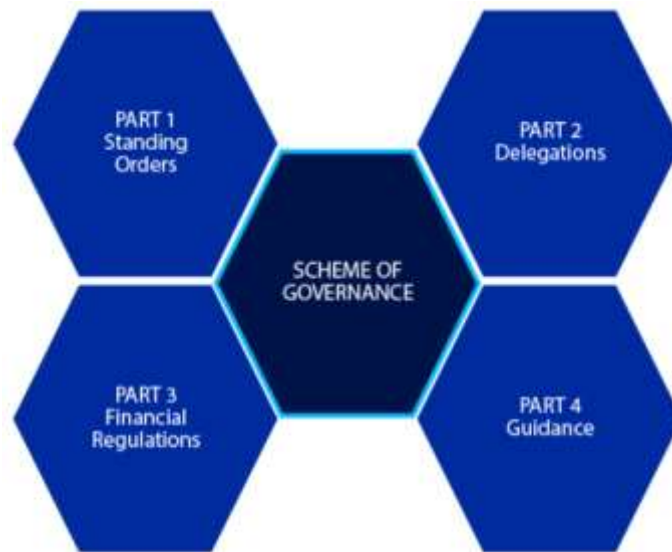 PART 1
Standing
Orders
PART 2
Delegations
SCHEME OF
GOVERNANCE
PART 3
Financial
Regulations
PART 4
Guidance